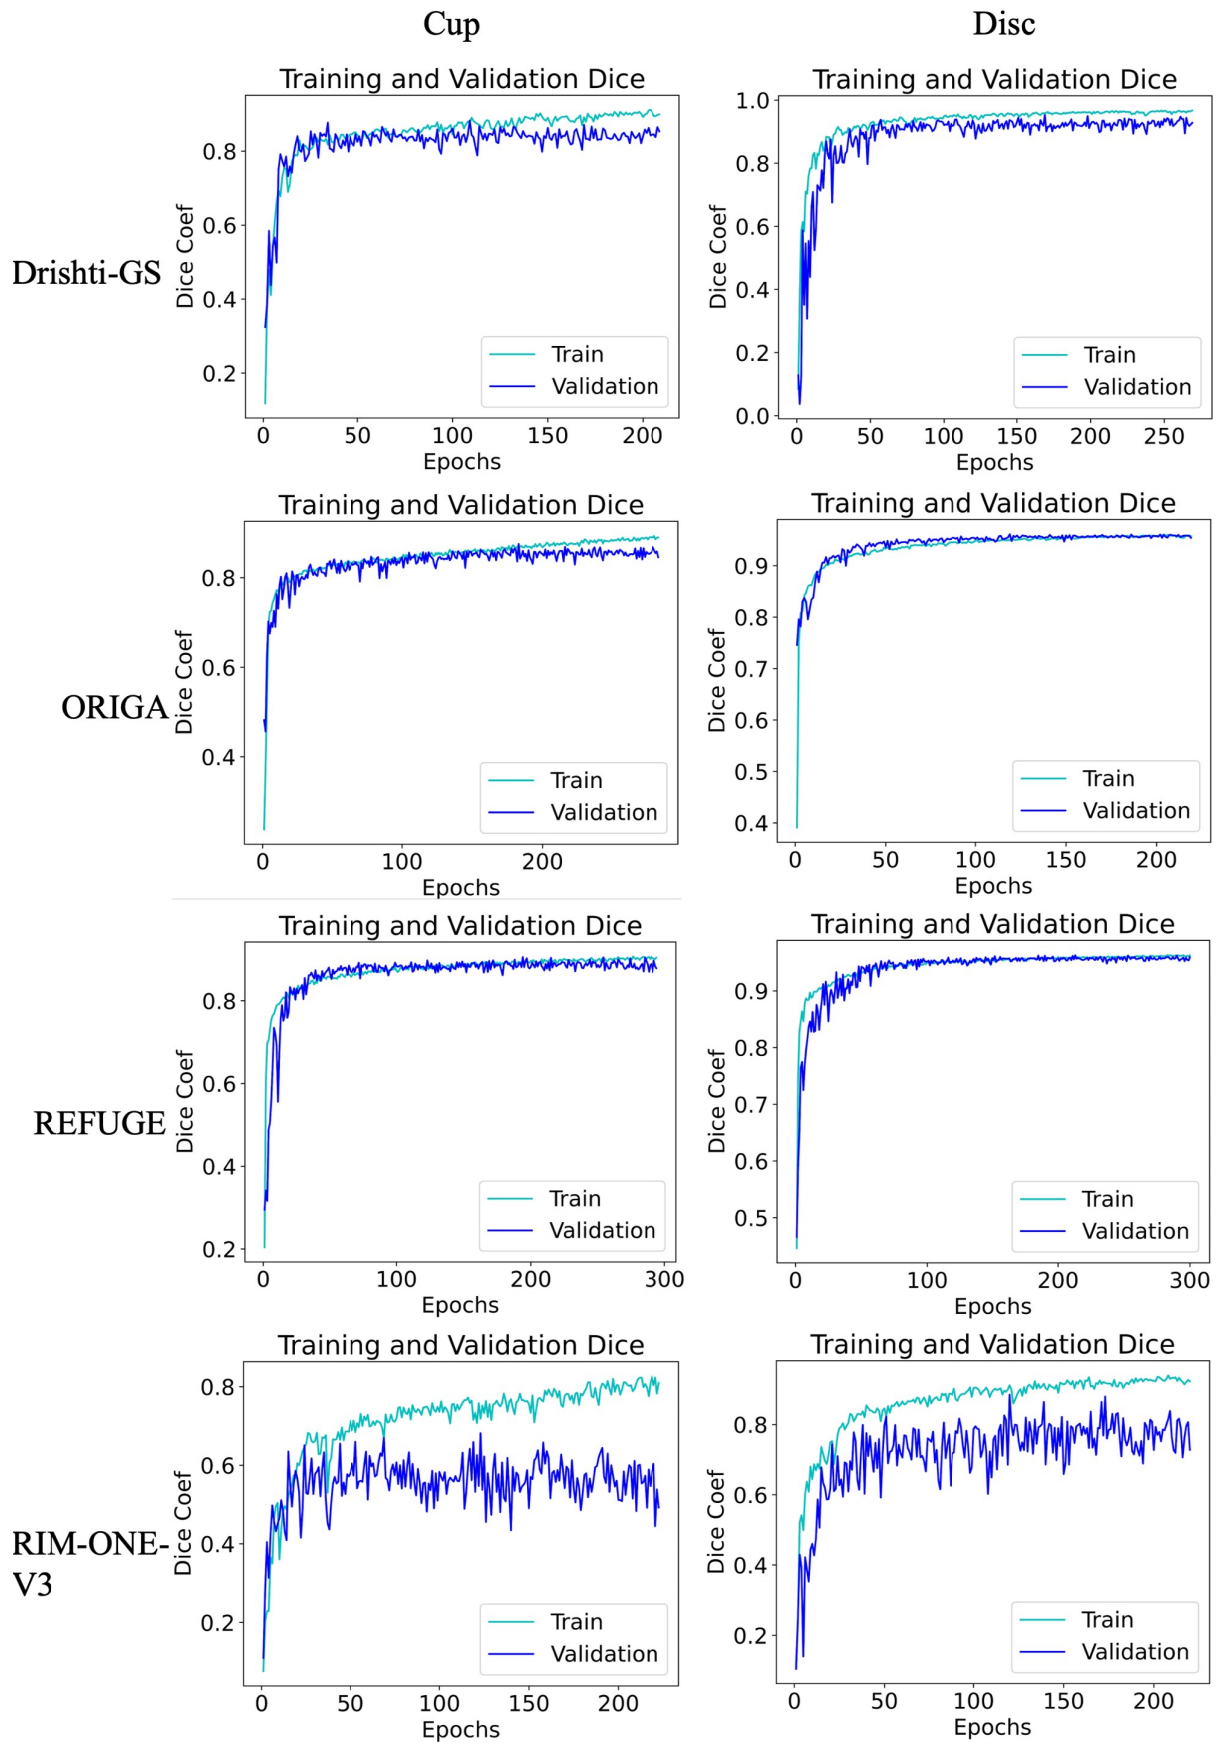 Cup
Disc
Drishti-GS
Training and Validation Dice
Dice Coef
0.8
0.6
0.4
0.2
0
50
100
150
200
Epochs
Train
Validation
Training and Validation Dice
Dice Coef
1.0
0.8
0.6
0.4
0.2
0.0
0
50
100
150
200
250
Epochs
Train
Validation
ORIGA
Training and Validation Dice
Dice Coef
0.8
0.6
0.4
0
100
200
Epochs
Train
Validation
Training and Validation Dice
Dice Coef
0.9
0.8
0.7
0.6
0.5
0.4
0
50
100
150
200
Epochs
Train
Validation
REFUGE
Training and Validation Dice
Dice Coef
0.8
0.6
0.4
0.2
0
100
200
300
Epochs
Train
Validation
Training and Validation Dice
Dice Coef
0.9
0.8
0.7
0.6
0.5
0
100
200
300
Epochs
Train
Validation
RIM-ONE-
V3
Training and Validation Dice
Dice Coef
0.8
0.6
0.4
0.2
0
50
100
150
200
Epochs
Train
Validation
Training and Validation Dice
Dice Coef
0.8
0.6
0.4
0.2
0
50
100
150
200
Epochs
Train
Validation